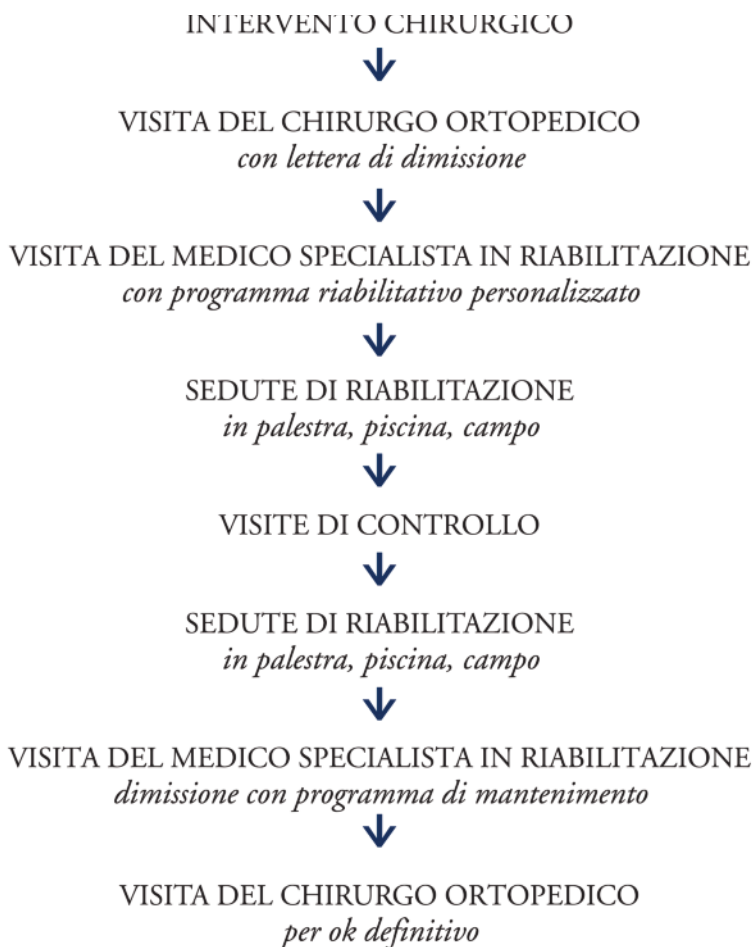 INTERVENTO CHIRURGICO
VISITA DEL CHIRURGO ORTOPEDICO
con lettera di dimissione
VISITA DEL MEDICO SPECIALISTA IN RIABILITAZIONE
con programma riabilitativo personalizzato
SEDUTE DI RIABILITAZIONE
in palestra, piscina, campo
VISITE DI CONTROLLO
SEDUTE DI RIABILITAZIONE
in palestra, piscina, campo
VISITA DEL MEDICO SPECIALISTA IN RIABILITAZIONE
dimissione con programma di mantenimento
VISITA DEL CHIRURGO ORTOPEDICO
per ok definitivo